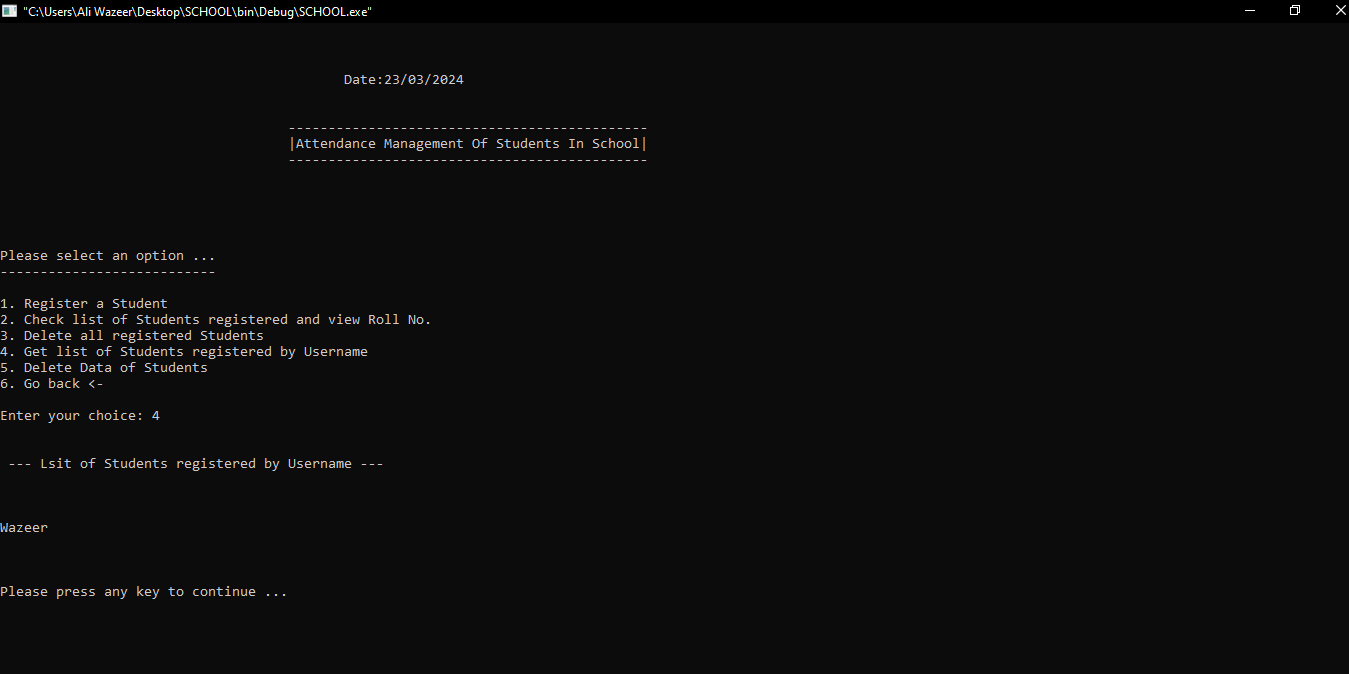 "C:\Users\Ali Wazeer\Desktop\SCHOOL\bin\Debug\SCHOOL.exe"
Date:23/03/2024
---------------------------------------------
|Attendance Management Of Students In School|
---------------------------------------------
Please select an option ...
---------------------------
1. Register a Student
2. Check list of Students registered and view Roll No.
3. Delete all registered Students
4. Get list of Students registered by Username
5. Delete Data of Students
6. Go back <-
Enter your choice: 4
--- Lsit of Students registered by Username ---
Wazeer
Please press any key to continue ...